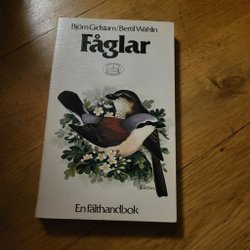 Björn Gidstam/Bertil Wahlin
Fåglar
En fälthandbok